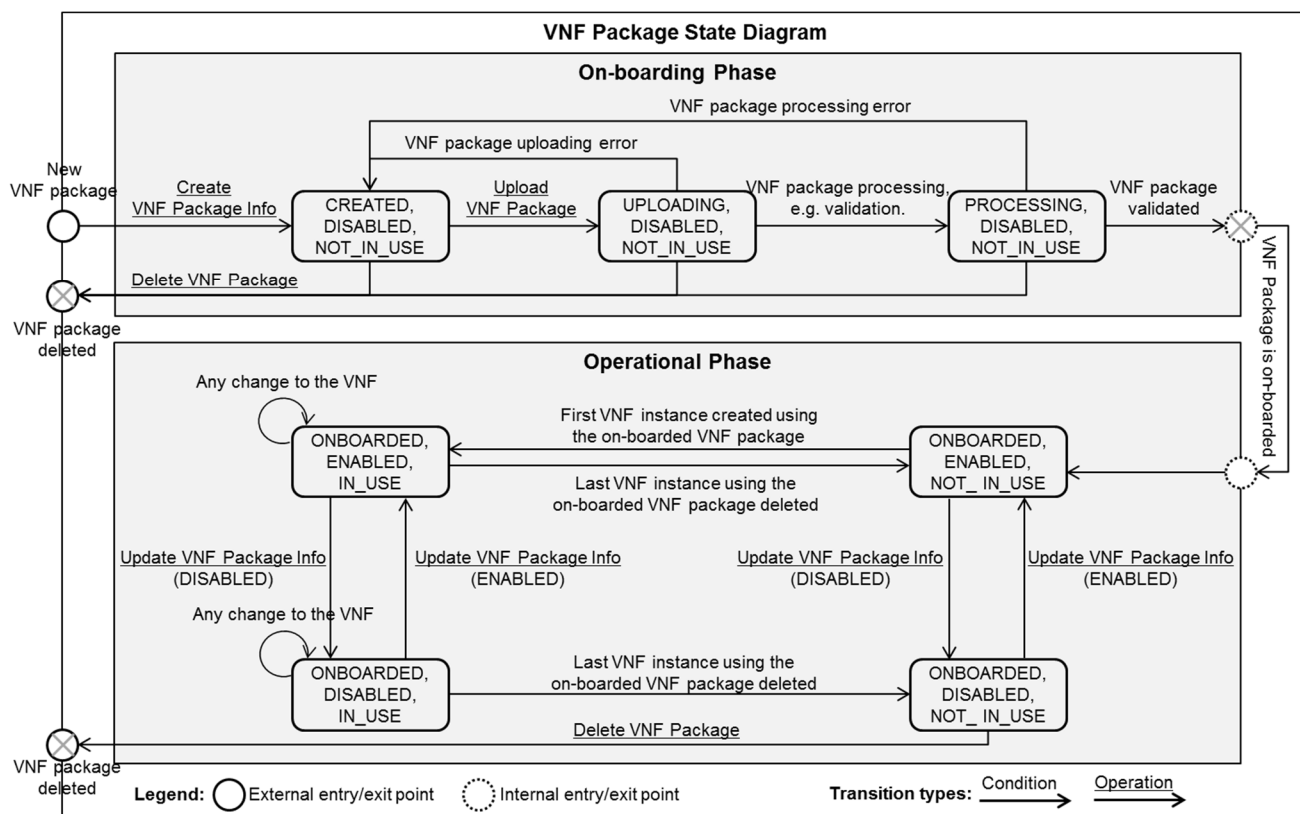 VNF Package State Diagram
On-boarding Phase
VNF package processing error
VNF package uploading error
New
VNF package
Create
VNF Package Info
CREATED,
DISABLED,
NOT_IN_USE
Upload
VNF Package
UPLOADING,
DISABLED,
NOT_IN_USE
VNF package processing,
e.g. validation.
PROCESSING,
DISABLED,
NOT_IN_USE
VNF package
validated
Delete VNF Package
VNF package
deleted
VNF Package is on-boarded
Operational Phase
Any change to the VNF
ONBOARDED,
ENABLED,
IN_USE
First VNF instance created using
the on-boarded VNF package
Last VNF instance using the
on-boarded VNF package deleted
ONBOARDED,
ENABLED,
NOT_ IN_USE
Update VNF Package Info
(DISABLED)
Update VNF Package Info
(ENABLED)
Update VNF Package Info
(DISABLED)
Update VNF Package Info
(ENABLED)
Any change to the VNF
ONBOARDED,
DISABLED,
IN_USE
Last VNF instance using the
on-boarded VNF package deleted
ONBOARDED,
DISABLED,
NOT_ IN_USE
Delete VNF Package
VNF package
deleted
Legend: External entry/exit point Internal entry/exit point Transition types: Condition Operation